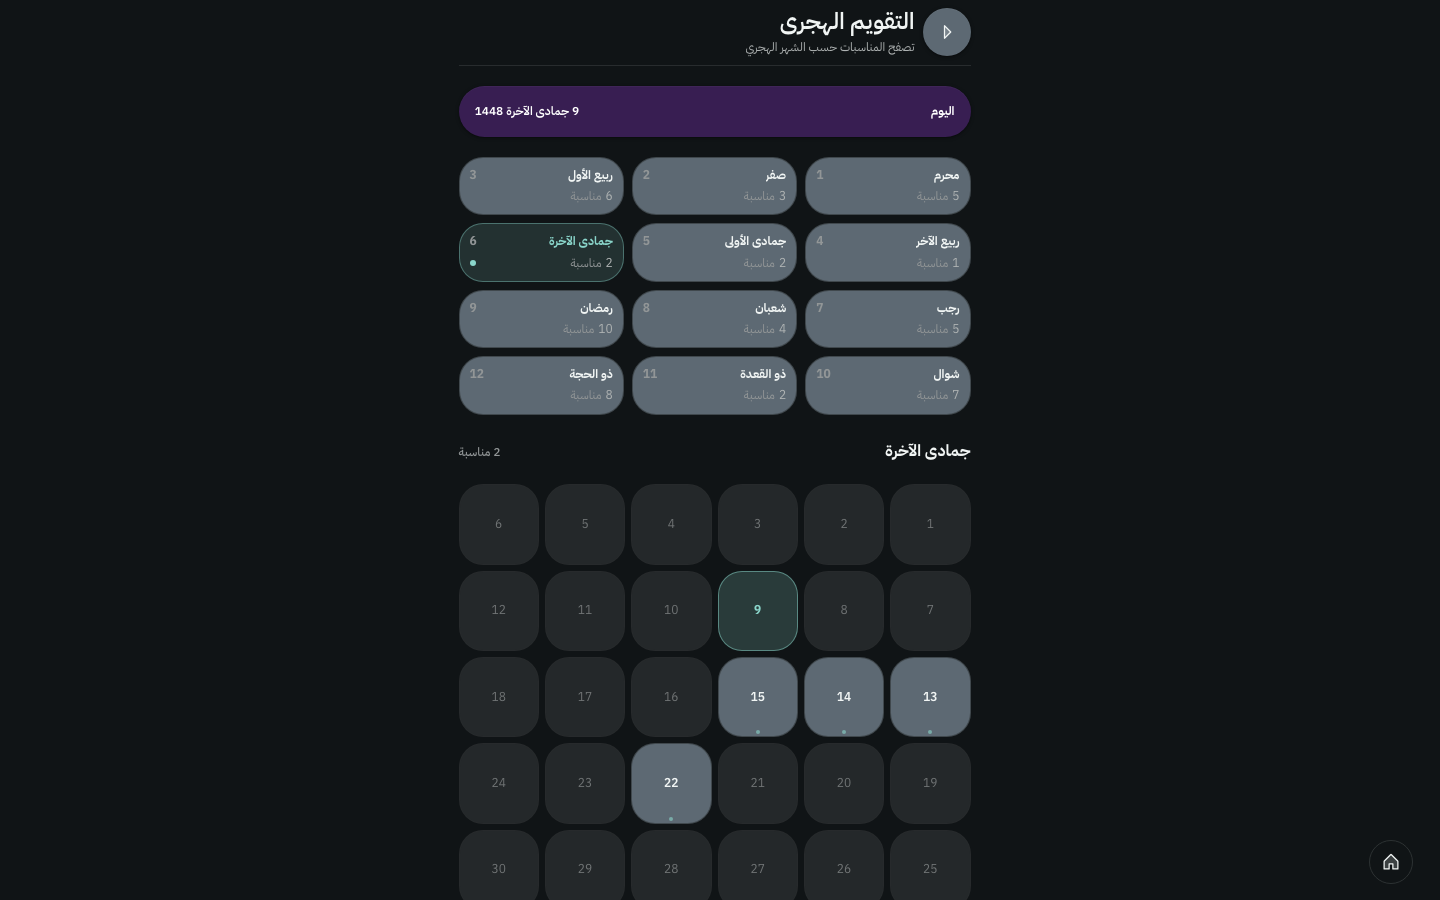 التقويم الهجري
تصفح المناسبات حسب الشهر الهجري
اليوم 9 جمادى الآخرة 1448
محرم 1 صفر 2 ربيع الأول 3
5 مناسبة 3 مناسبة 6 مناسبة
ربيع الآخر 4 جمادى الأولى 5 جمادى الآخرة 6
1 مناسبة 2 مناسبة 2 مناسبة
رجب 7 شعبان 8 رمضان 9
5 مناسبة 4 مناسبة 10 مناسبة
شوال 10 ذو القعدة 11 ذو الحجة 12
7 مناسبة 2 مناسبة 8 مناسبة
جمادى الآخرة 2 مناسبة
1 2 3 4 5 6
7 8 9 10 11 12
13 14 15 16 17 18
19 20 21 22 23 24
25 26 27 28 29 30